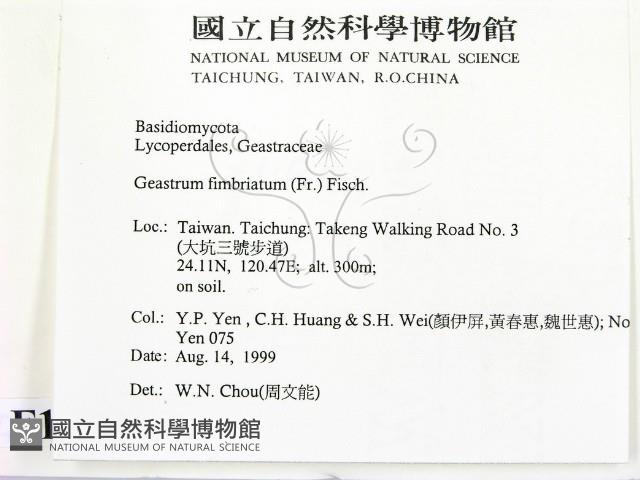 國立自然科學博物館
NATIONAL MUSEUM OF NATURAL SCIENCE
TAICHUNG, TAIWAN, R.O.CHINA
Basidiomycota
Lycoperdales, Geastraceae
Geastrum fimbriatum (Fr.) Fisch.
Loc.: Taiwan. Taichung: Takeng Walking Road No. 3
(大坑三號步道)
24.11N, 120.47E; alt. 300m;
on soil.
Col.: Y.P. Yen , C.H. Huang & S.H. Wei(顏伊屏,黃春惠,魏世惠); No
Yen 075
Date: Aug. 14, 1999
Det.: W.N. Chou(周文能)
國立自然科學博物館
NATIONAL MUSEUM OF NATURAL SCIENCE